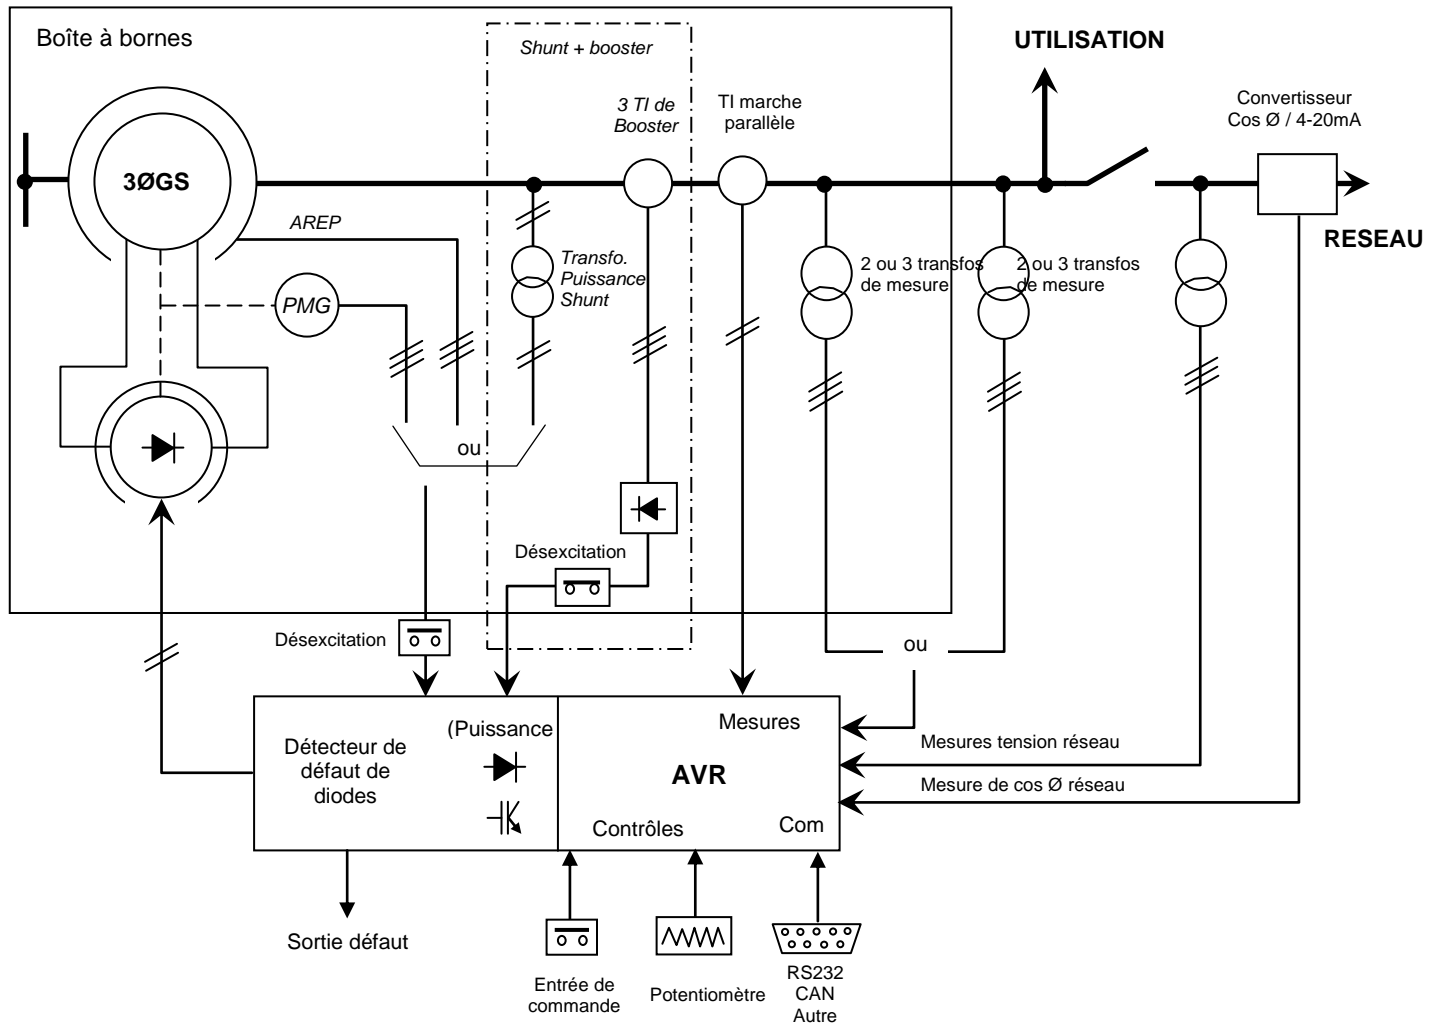 Boîte à bornes
Shunt + booster
UTILISATION
3 TI de
Booster
TI marche
parallèle
Convertisseur
Cos Ø / 4-20mA
3ØGS
AREP
RESEAU
Transfo.
Puissance
Shunt
2 ou 3 transfos
de mesure
2 ou 3 transfos
de mesure
PMG
ou
Désexcitation
Désexcitation
ou
Mesures
(Puissance
Détecteur de
défaut de
diodes
AVR
Mesures tension réseau
Mesure de cos Ø réseau
Contrôles
Com
Sortie défaut
Entrée de
commande
Potentiomètre
RS232
CAN
Autre